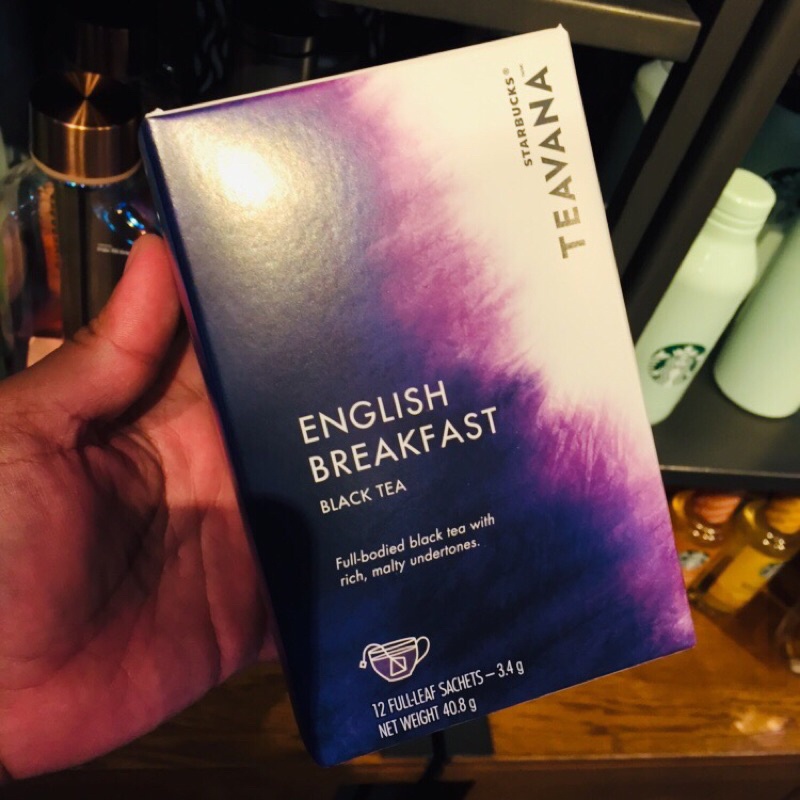 STARBUCKS®
TEAVANA
ENGLISH
BREAKFAST
BLACK TEA
Full-bodied black tea with
rich, malty undertones.
12 FULL-LEAF SACHETS – 3.4 g
NET WEIGHT 40.8 g